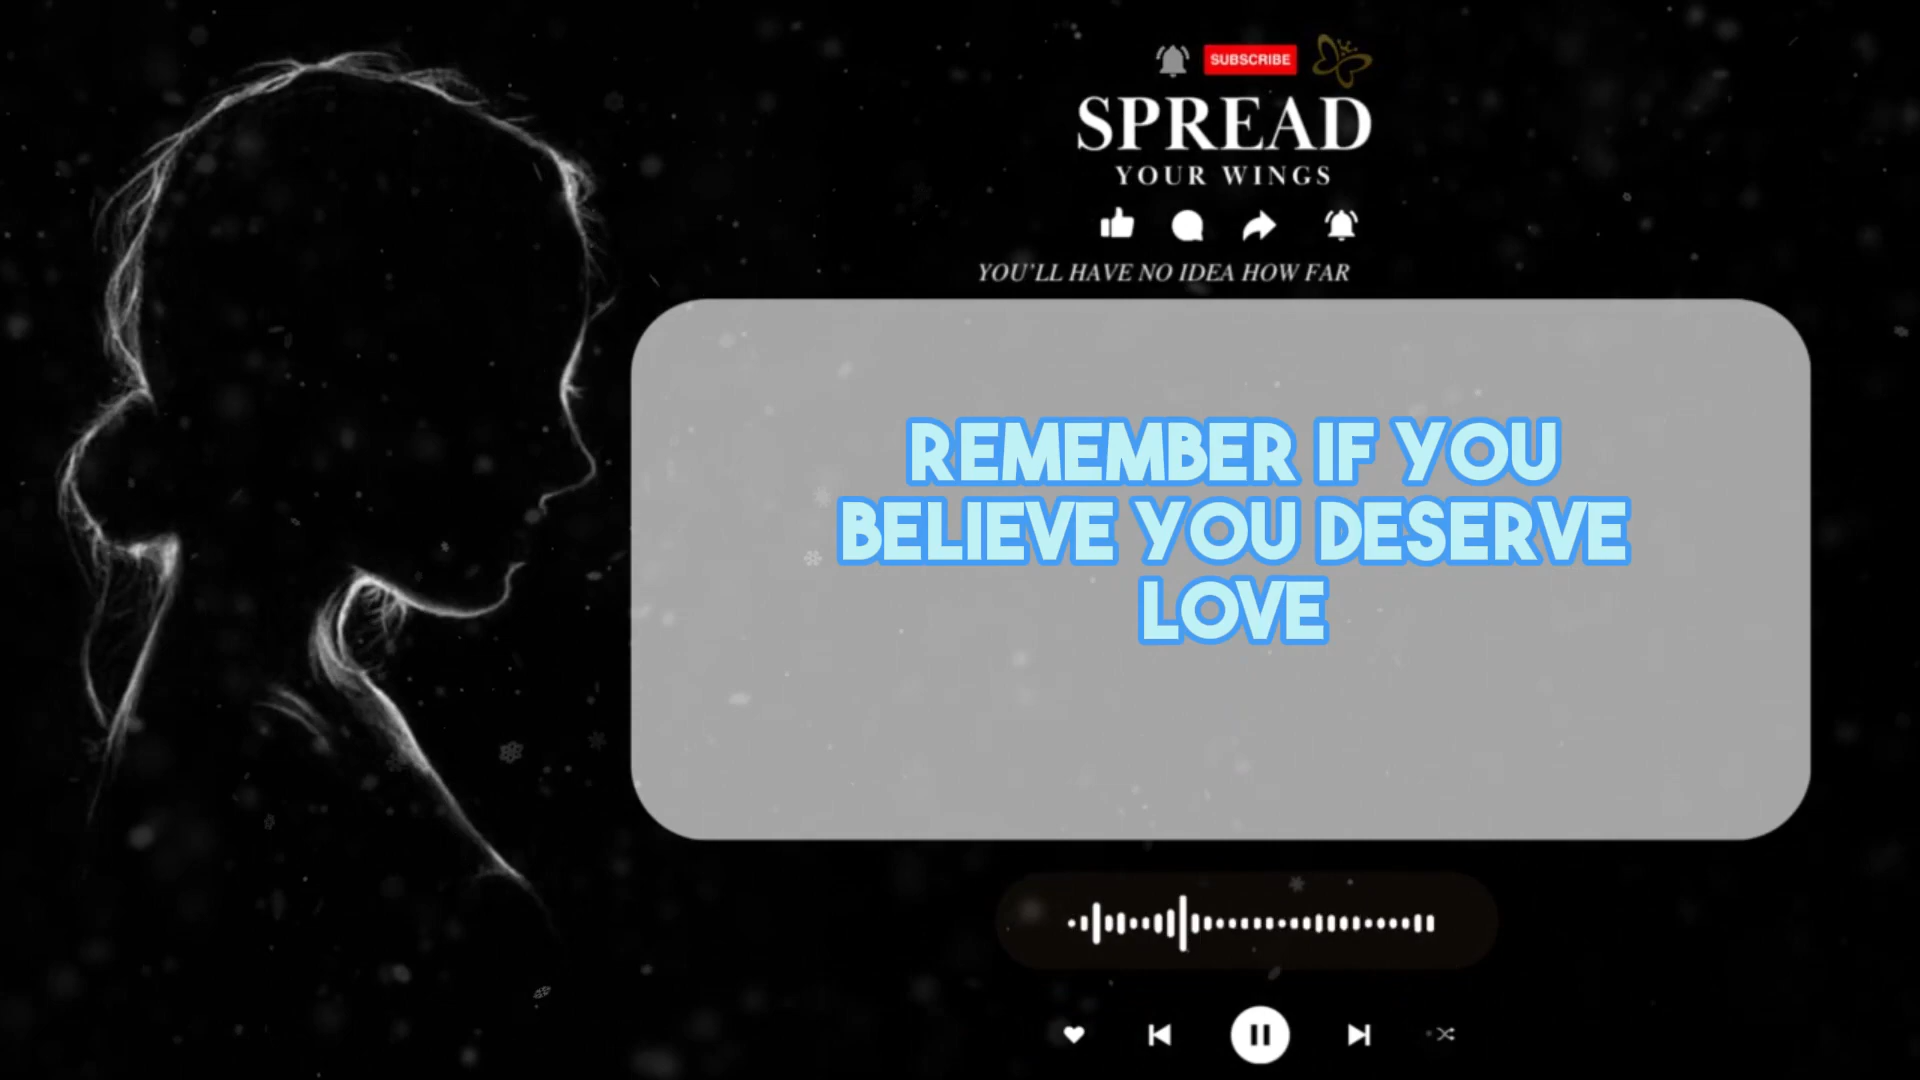 SUBSCRIBE
SPREAD
YOUR WINGS
YOU'LL HAVE NO IDEA HOW FAR
REMEMBER IF YOU
BELIEVE YOU DESERVE
LOVE